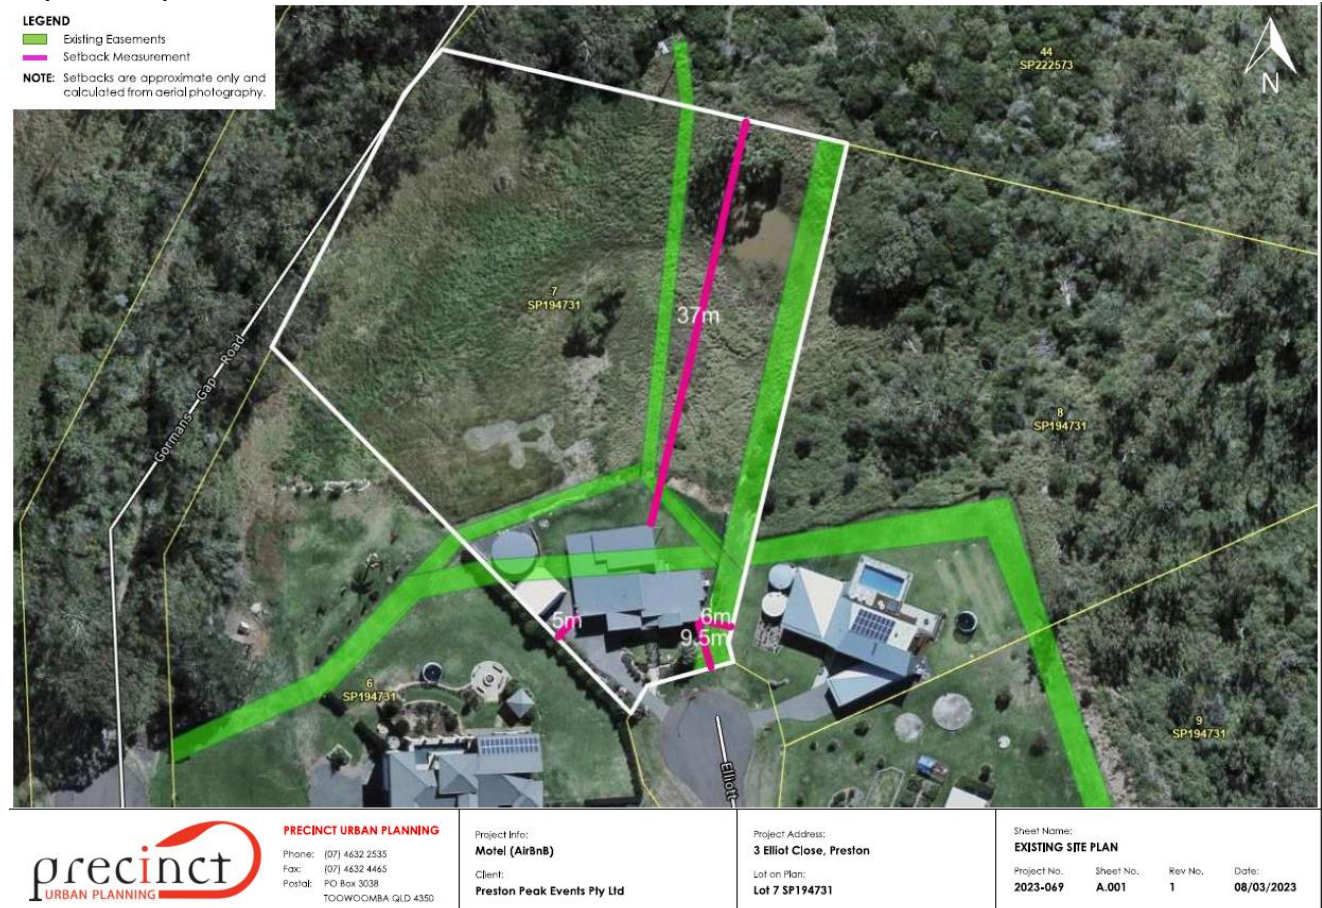 LEGEND
Existing Easements
Setback Measurement
NOTE: Setbacks are approximate only and
calculated from aerial photography.
44
SP222573
N
7
SP194731
37m
Gormans Gap Road
8
SP194731
5m
6m
9.5m
6
SP194731
9
SP194731
Elliott
precinct
URBAN PLANNING
PRECINCT URBAN PLANNING
Phone: (07) 4632 2535
Fax: (07) 4632 4465
Postal: PO Box 3038
TOOWOOMBA QLD 4350
Project Info:
Motel (AirBnB)
Client:
Preston Peak Events Pty Ltd
Project Address:
3 Elliot Close, Preston
Lot on Plan:
Lot 7 SP194731
Sheet Name:
EXISTING SITE PLAN
Project No. Sheet No. Rev No. Date:
2023-069 A.001 1 08/03/2023